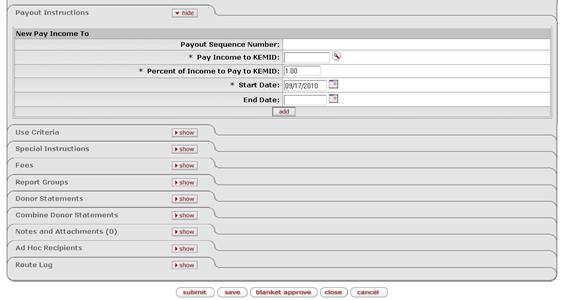 Payout Instructions hide
New Pay Income To
Payout Sequence Number:
* Pay Income to KEMID:
* Percent of Income to Pay to KEMID: 1.00
* Start Date: 09/17/2010
End Date:
add
Use Criteria show
Special Instructions show
Fees show
Report Groups show
Donor Statements show
Combine Donor Statements show
Notes and Attachments (0) show
Ad Hoc Recipients show
Route Log show
submit save blanket approve close cancel